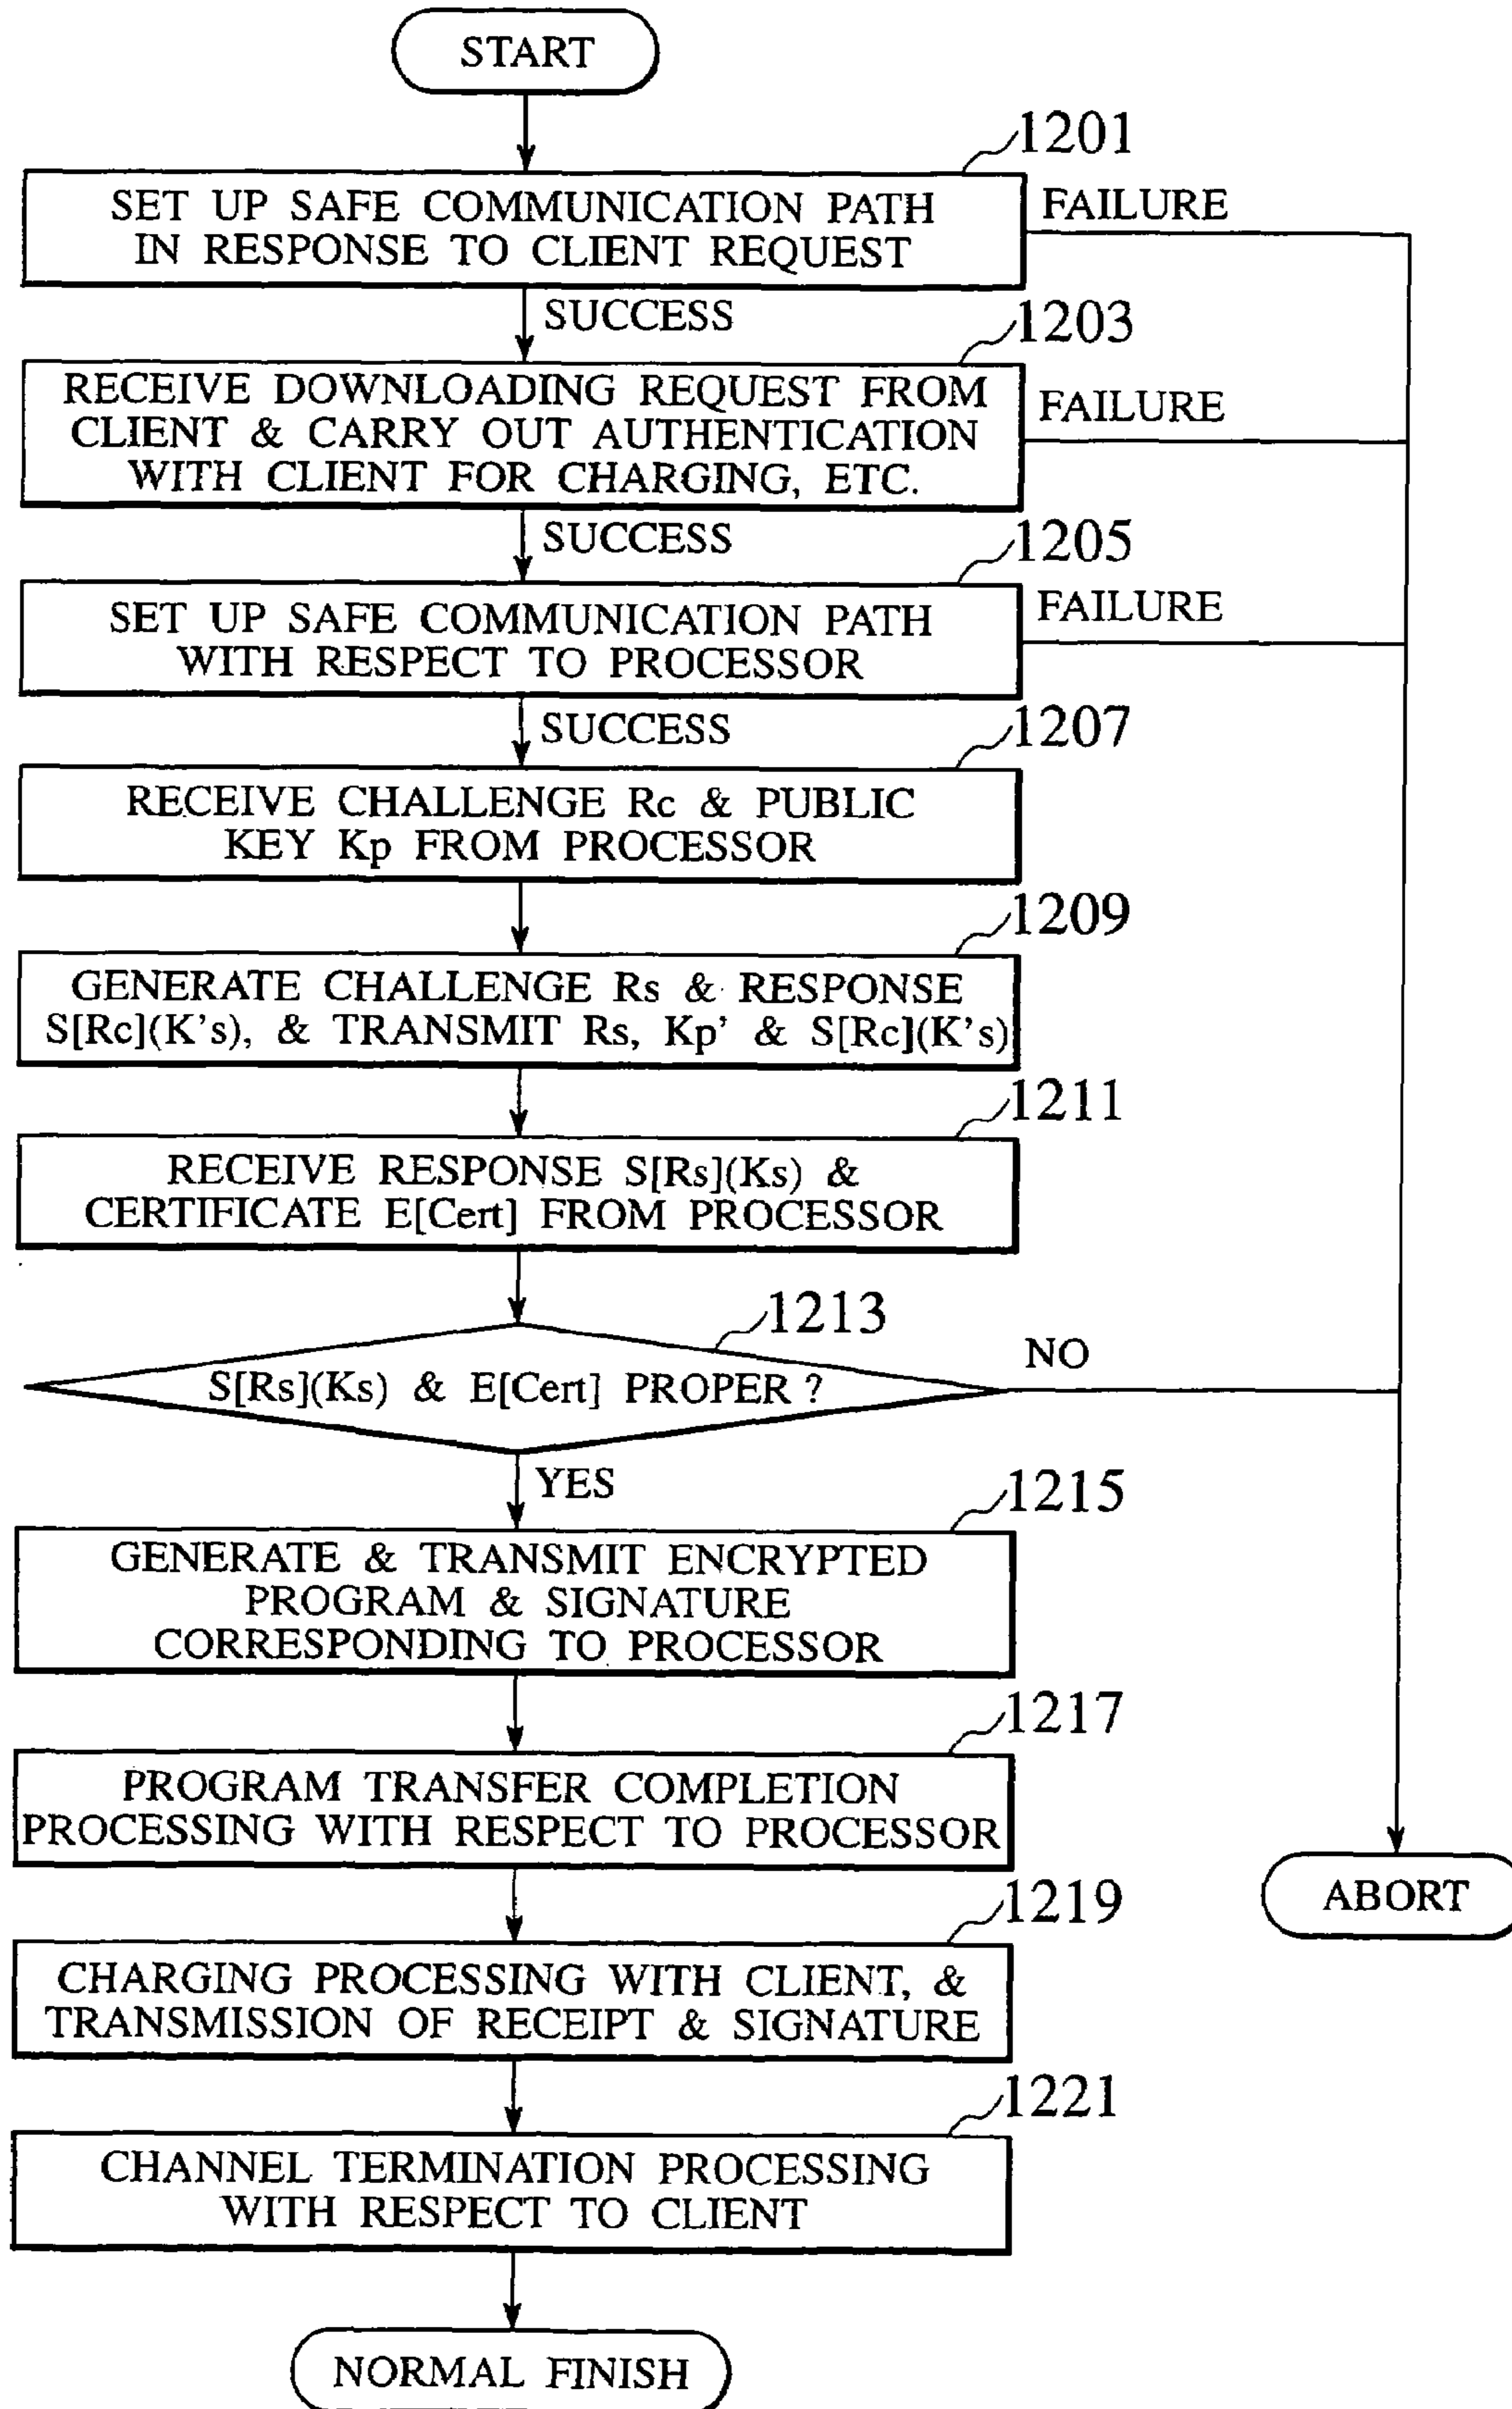 START
1201
SET UP SAFE COMMUNICATION PATH
IN RESPONSE TO CLIENT REQUEST
FAILURE
SUCCESS
1203
RECEIVE DOWNLOADING REQUEST FROM
CLIENT & CARRY OUT AUTHENTICATION
WITH CLIENT FOR CHARGING, ETC.
FAILURE
SUCCESS
1205
SET UP SAFE COMMUNICATION PATH
WITH RESPECT TO PROCESSOR
FAILURE
SUCCESS
1207
RECEIVE CHALLENGE Rc & PUBLIC
KEY Kp FROM PROCESSOR
1209
GENERATE CHALLENGE Rs & RESPONSE
S[Rc](K's), & TRANSMIT Rs, Kp' & S[Rc](K's)
1211
RECEIVE RESPONSE S[Rs](Ks) &
CERTIFICATE E[Cert] FROM PROCESSOR
1213
S[Rs](Ks) & E[Cert] PROPER ?
NO
YES
1215
GENERATE & TRANSMIT ENCRYPTED
PROGRAM & SIGNATURE
CORRESPONDING TO PROCESSOR
1217
PROGRAM TRANSFER COMPLETION
PROCESSING WITH RESPECT TO PROCESSOR
ABORT
1219
CHARGING PROCESSING WITH CLIENT, &
TRANSMISSION OF RECEIPT & SIGNATURE
1221
CHANNEL TERMINATION PROCESSING
WITH RESPECT TO CLIENT
NORMAL FINISH